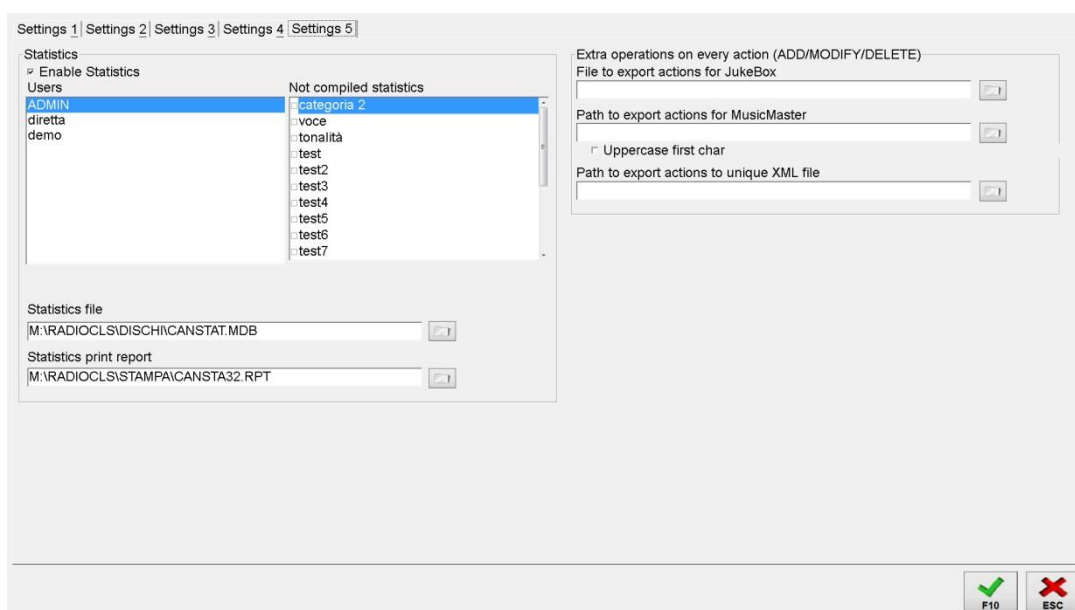 Settings 1 Settings 2 Settings 3 Settings 4 Settings 5
Statistics
Enable Statistics
Users
ADMIN
diretta
demo
Not compiled statistics
categoria 2
voce
tonalità
test
test2
test3
test4
test5
test6
test7
Statistics file
M:\RADIOCLS\DISCHI\CANSTAT.MDB
Statistics print report
M:\RADIOCLS\STAMPA\CANSTA32.RPT
Extra operations on every action (ADD/MODIFY/DELETE)
File to export actions for JukeBox
Path to export actions for MusicMaster
Uppercase first char
Path to export actions to unique XML file
F10
ESC